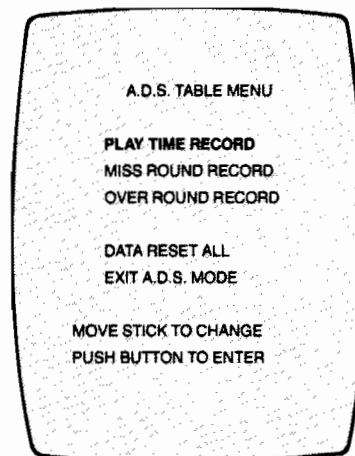 A.D.S. TABLE MENU
PLAY TIME RECORD
MISS ROUND RECORD
OVER ROUND RECORD
DATA RESET ALL
EXIT A.D.S. MODE
MOVE STICK TO CHANGE
PUSH BUTTON TO ENTER